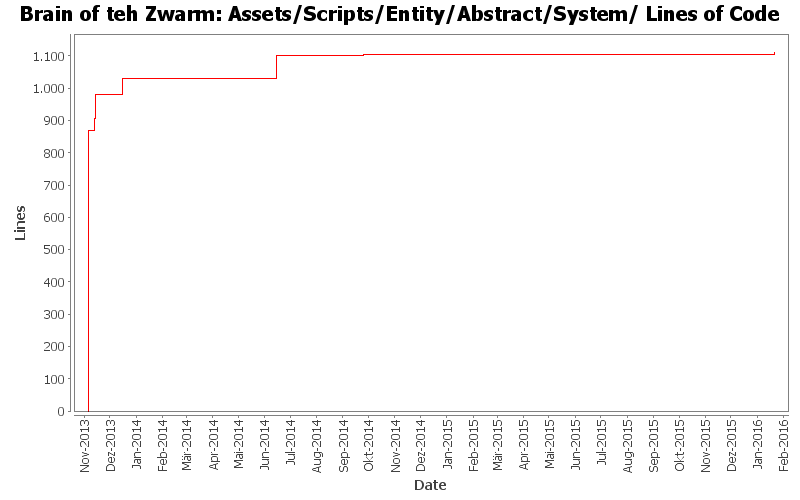 Brain of teh Zwarm: Assets/Scripts/Entity/Abstract/System/ Lines of Code
1.100
1.000
900
800
700
600
500
400
300
200
100
0
Lines
Nov-2013
Dez-2013
Jan-2014
Feb-2014
Mär-2014
Apr-2014
Mai-2014
Jun-2014
Jul-2014
Aug-2014
Sep-2014
Okt-2014
Nov-2014
Dez-2014
Jan-2015
Feb-2015
Mär-2015
Apr-2015
Mai-2015
Jun-2015
Jul-2015
Aug-2015
Sep-2015
Okt-2015
Nov-2015
Dez-2015
Jan-2016
Feb-2016
Date